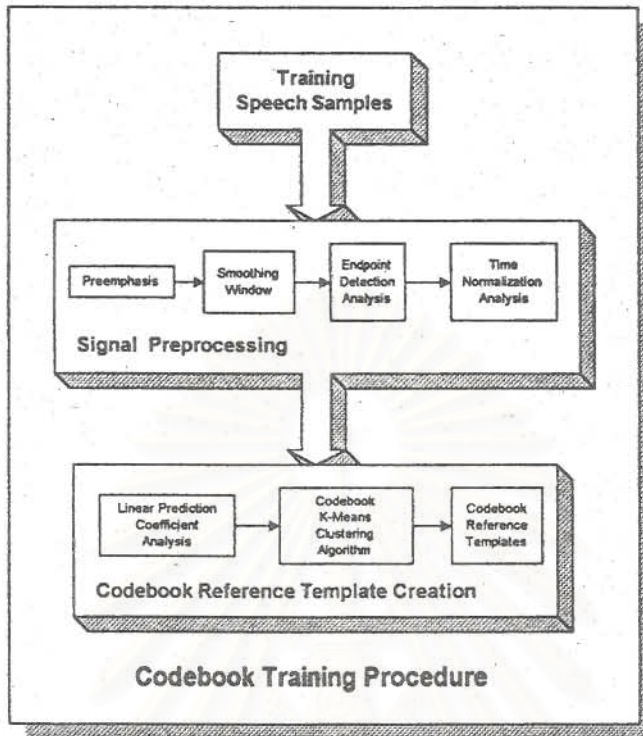 Training
Speech Samples
Preemphasis
Smoothing
Window
Endpoint
Detection
Analysis
Time
Normalization
Analysis
Signal Preprocessing
Linear Prediction
Coefficient
Analysis
Codebook
K-Means
Clustering
Algorithm
Codebook
Reference
Templates
Codebook Reference Template Creation
Codebook Training Procedure